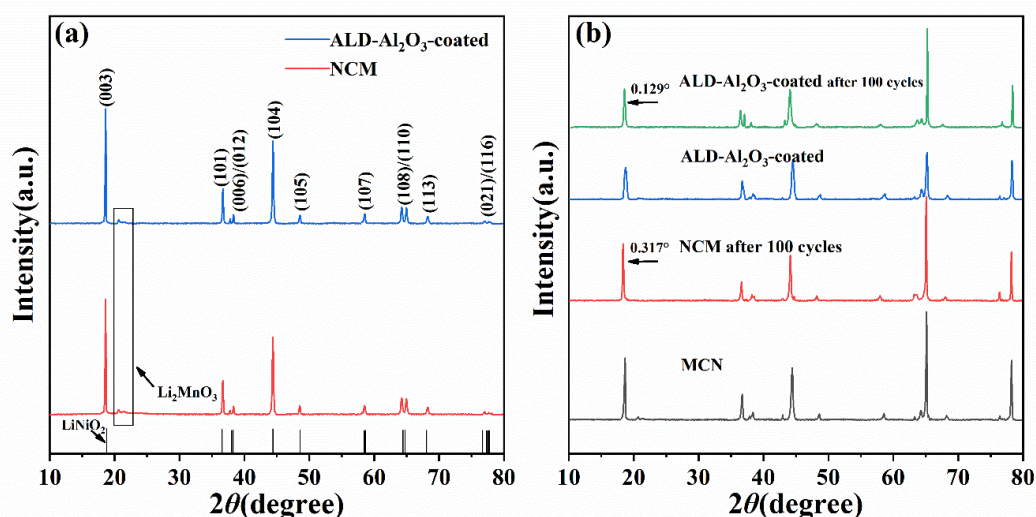 (a)
ALD-Al₂O₃-coated
NCM
(003)
(101)
(006)/(012)
(104)
(105)
(107)
(108)/(110)
(113)
(021)/(116)
Li₂MnO₃
LiNiO₂
Intensity(a.u.)
10 20 30 40 50 60 70 80
2θ(degree)
(b)
0.129°
ALD-Al₂O₃-coated after 100 cycles
ALD-Al₂O₃-coated
0.317°
NCM after 100 cycles
MCN
Intensity(a.u.)
10 20 30 40 50 60 70 80
2θ(degree)